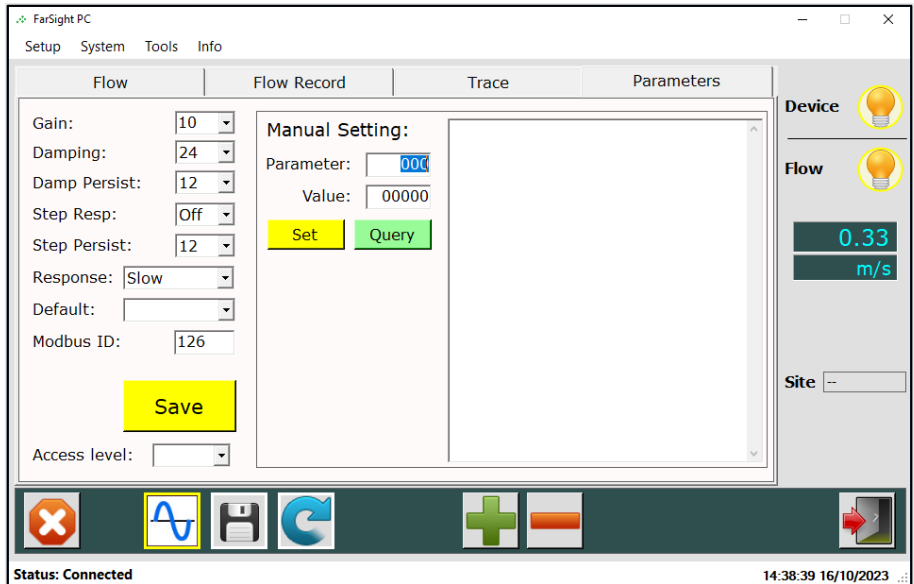 FarSight PC
Setup System Tools Info
Flow Flow Record Trace Parameters
Gain: 10
Damping: 24
Damp Persist: 12
Step Resp: Off
Step Persist: 12
Response: Slow
Default:
Modbus ID: 126
Save
Access level:
Manual Setting:
Parameter: 000
Value: 00000
Set Query
Device
Flow
0.33
m/s
Site --
Status: Connected 14:38:39 16/10/2023